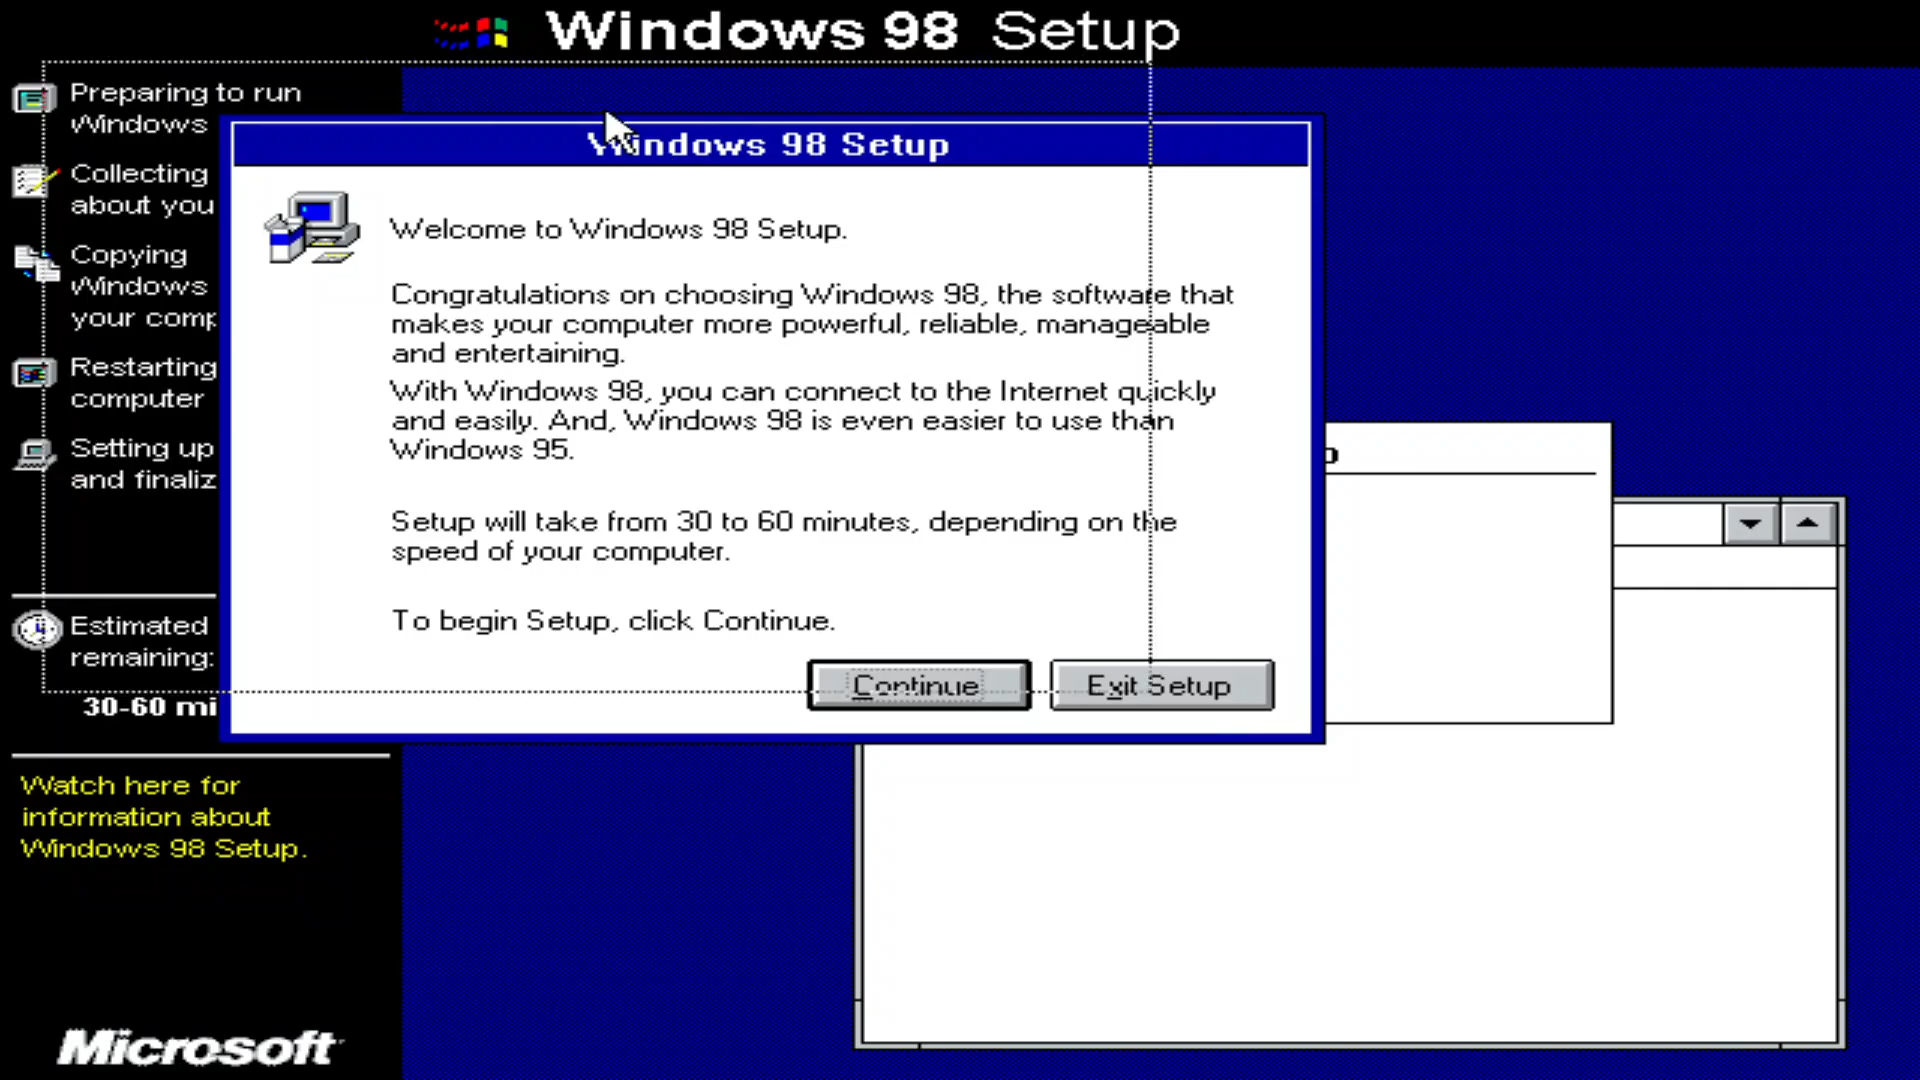 Windows 98 Setup
Preparing to run
Windows
Collecting
about you
Copying
Windows
your comp
Restarting
computer
Setting up
and finaliz
Estimated
remaining:
30-60 mi
Watch here for
information about
Windows 98 Setup.
Microsoft
Windows 98 Setup
Welcome to Windows 98 Setup.
Congratulations on choosing Windows 98, the software that
makes your computer more powerful, reliable, manageable
and entertaining.
With Windows 98, you can connect to the Internet quickly
and easily. And, Windows 98 is even easier to use than
Windows 95.
Setup will take from 30 to 60 minutes, depending on the
speed of your computer.
To begin Setup, click Continue.
Continue
Exit Setup
p